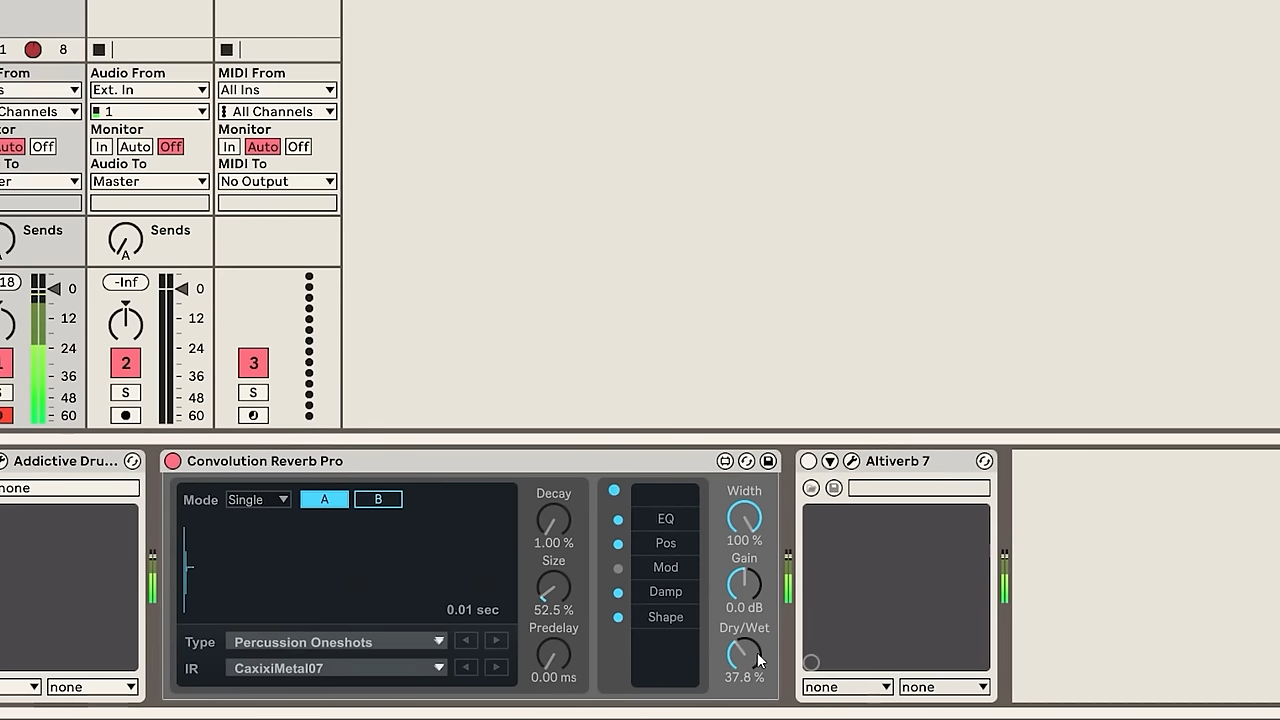 1 8
From Audio From MIDI From
s Ext. In All Ins
Channels 1 All Channels
tor Monitor Monitor
Auto Off In Auto Off In Auto Off
To Audio To MIDI To
er Master No Output
Sends Sends
A A
18 0 -Inf 0
12 12
24 24
1 2 3
36 36
S S S
48 48
60 60
Addictive Dru... Convolution Reverb Pro Altiverb 7
none
Mode Single A B
0.01 sec
Type Percussion Oneshots
IR CaxixiMetal07
Decay
1.00 %
Size
52.5 %
Predelay
0.00 ms
EQ
Pos
Mod
Damp
Shape
Width
100 %
Gain
0.0 dB
Dry/Wet
37.8 %
none none none